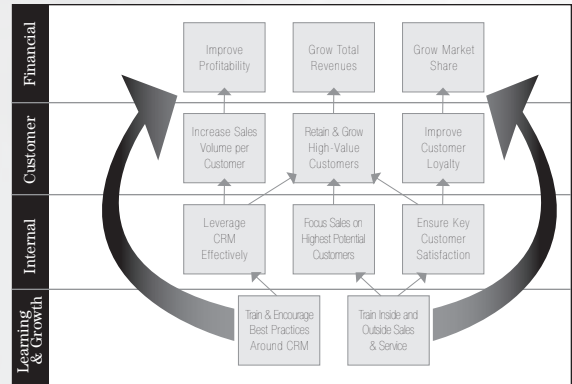 Financial
Improve
Profitability
Grow Total
Revenues
Grow Market
Share
Customer
Increase Sales
Volume per
Customer
Retain & Grow
High-Value
Customers
Improve
Customer
Loyalty
Internal
Leverage
CRM
Effectively
Focus Sales on
Highest Potential
Customers
Ensure Key
Customer
Satisfaction
Learning
& Growth
Train & Encourage
Best Practices
Around CRM
Train Inside and
Outside Sales
& Service